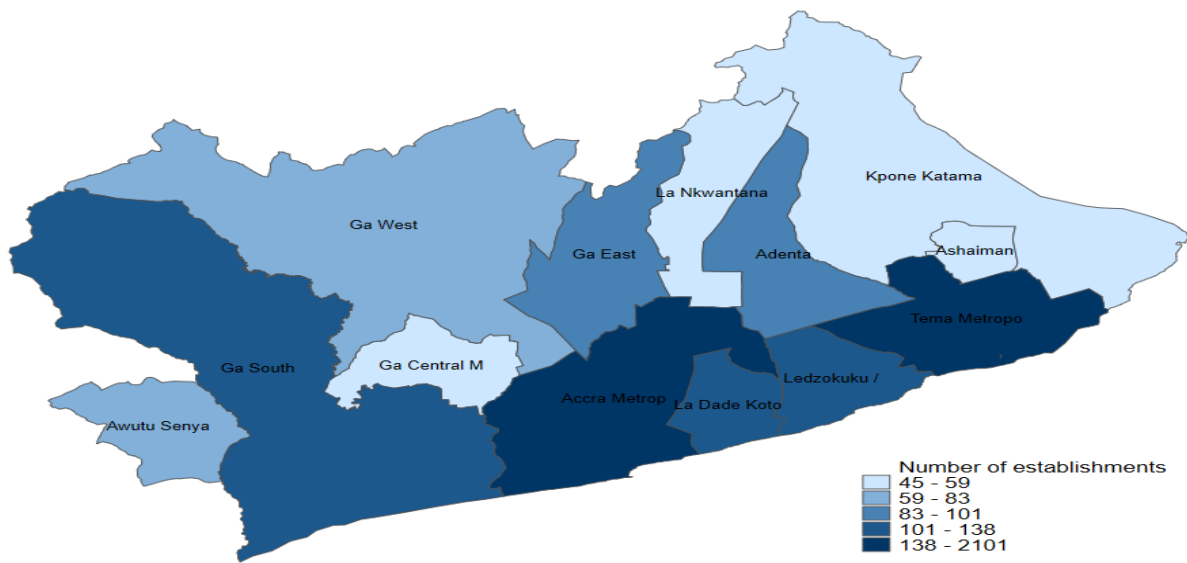 La Nkwantana
Kpone Katama
Ga West
Ga East
Adenta
Ashaiman
Tema Metropo
Ga South
Ga Central M
Ledzokuku /
Accra Metrop
La Dade Koto
Awutu Senya
Number of establishments
45 - 59
59 - 83
83 - 101
101 - 138
138 - 2101